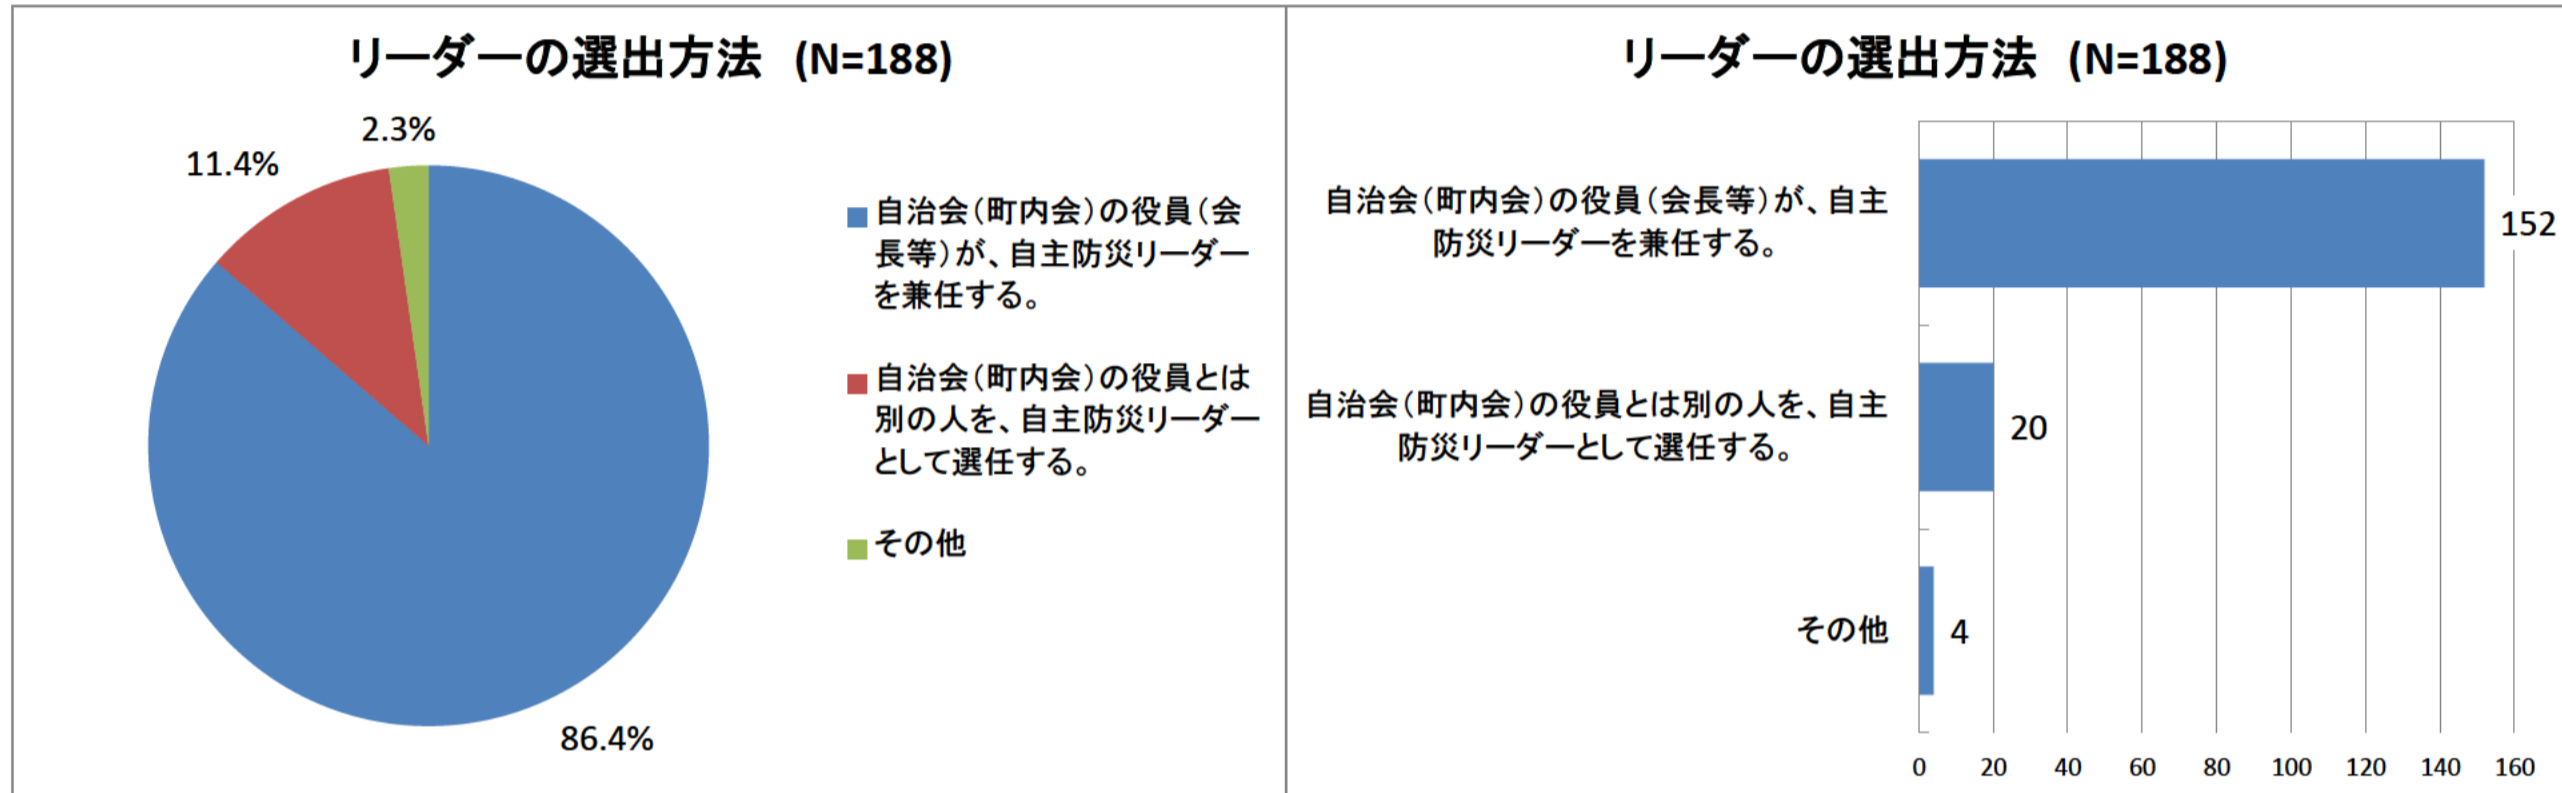 リーダーの選出方法 (N=188)
2.3%
11.4%
86.4%
自治会(町内会)の役員(会
長等)が、自主防災リーダー
を兼任する。
自治会(町内会)の役員とは
別の人を、自主防災リーダー
として選任する。
その他
リーダーの選出方法 (N=188)
自治会(町内会)の役員(会長等)が、自主
防災リーダーを兼任する。
152
自治会(町内会)の役員とは別の人を、自主
防災リーダーとして選任する。
20
その他
4
0 20 40 60 80 100 120 140 160